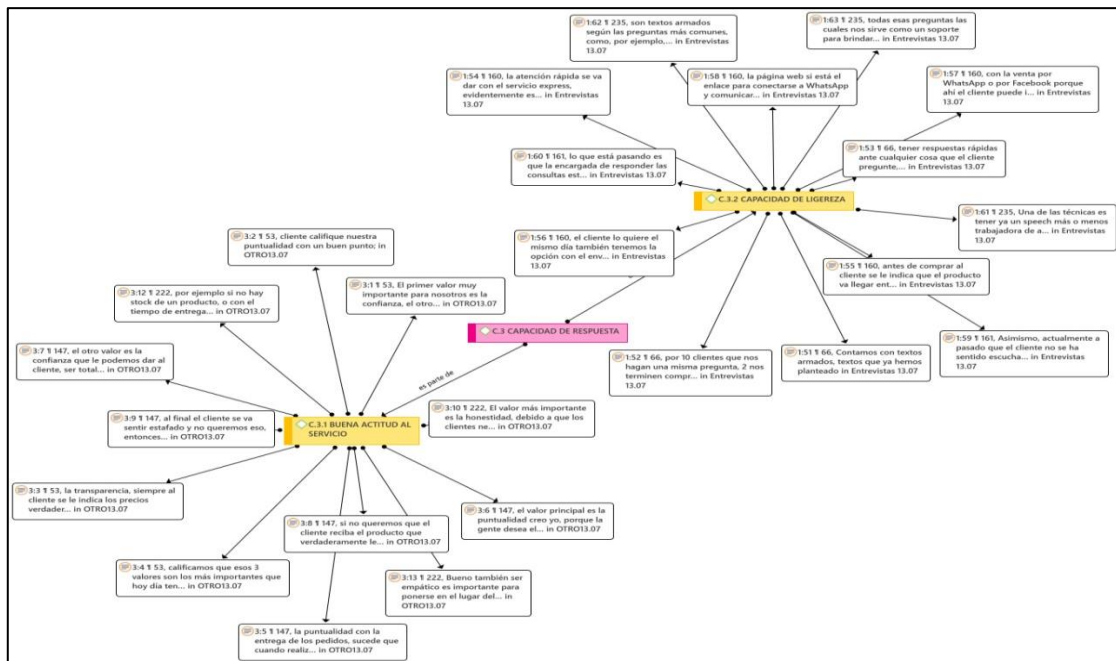 1:62 ¶ 235, son textos armados
según las preguntas más comunes,
como, por ejemplo,... in Entrevistas
13.07
1:63 ¶ 235, todas esas preguntas las
cuales nos sirve como un soporte
para brindar... in Entrevistas
13.07
1:54 ¶ 160, la atención rápida se va
dar con el servicio express,
evidentemente es... in Entrevistas
13.07
1:58 ¶ 160, la página web si está el
enlace para conectarse a WhatsApp
y comunicar... in Entrevistas
13.07
1:57 ¶ 160, con la venta por
WhatsApp o por Facebook porque
ahí el cliente puede i... in
Entrevistas 13.07
1:60 ¶ 161, lo que está pasando es
que la encargada de responder las
consultas est... in Entrevistas
13.07
1:53 ¶ 66, tener respuestas rápidas
ante cualquier cosa que el cliente
pregunte,... in Entrevistas
13.07
C.3.2 CAPACIDAD DE LIGEREZA
1:61 ¶ 235, Una de las técnicas es
tener ya un speech más o menos
trabajadora de a... in Entrevistas
13.07
3:2 ¶ 53, cliente califique nuestra
puntualidad con un buen punto; in
OTRO13.07
1:56 ¶ 160, el cliente lo quiere el
mismo día también tenemos la
opción con el env... in
Entrevistas 13.07
1:55 ¶ 160, antes de comprar al
cliente se le indica que el producto
va llegar ent... in
Entrevistas 13.07
3:12 ¶ 222, por ejemplo si no hay
stock de un producto, o con el
tiempo de entrega... in OTRO13.07
3:1 ¶ 53, El primer valor muy
importante para nosotros es la
confianza, el otro... in OTRO13.07
C.3 CAPACIDAD DE RESPUESTA
1:52 ¶ 66, por 10 clientes que nos
hagan una misma pregunta, 2 nos
terminen compr... in Entrevistas
13.07
1:51 ¶ 66, Contamos con textos
armados, textos que ya hemos
planteado in Entrevistas 13.07
1:59 ¶ 161, Asimismo, actualmente a
pasado que el cliente no se ha
sentido escucha... in Entrevistas
13.07
3:7 ¶ 147, el otro valor es la
confianza que le podemos dar al
cliente, ser total... in OTRO13.07
es parte de
3:9 ¶ 147, al final el cliente se va
sentir estafado y no queremos eso,
entonces... in OTRO13.07
C.3.1 BUENA ACTITUD AL
SERVICIO
3:10 ¶ 222, El valor más importante
es la honestidad, debido a que los
clientes ne... in OTRO13.07
3:3 ¶ 53, la transparencia, siempre al
cliente se le indica los precios
verdader... in OTRO13.07
3:8 ¶ 147, si no queremos que el
cliente reciba el producto que
verdaderamente le... in OTRO13.07
3:6 ¶ 147, el valor principal es la
puntualidad creo yo, porque la
gente desea el... in OTRO13.07
3:4 ¶ 53, calificamos que esos 3
valores son los más importantes que
hoy día ten... in OTRO13.07
3:13 ¶ 222, Bueno también ser
empático es importante para
ponerse en el lugar del... in
OTRO13.07
3:5 ¶ 147, la puntualidad con la
entrega de los pedidos, sucede que
cuando realiz... in OTRO13.07